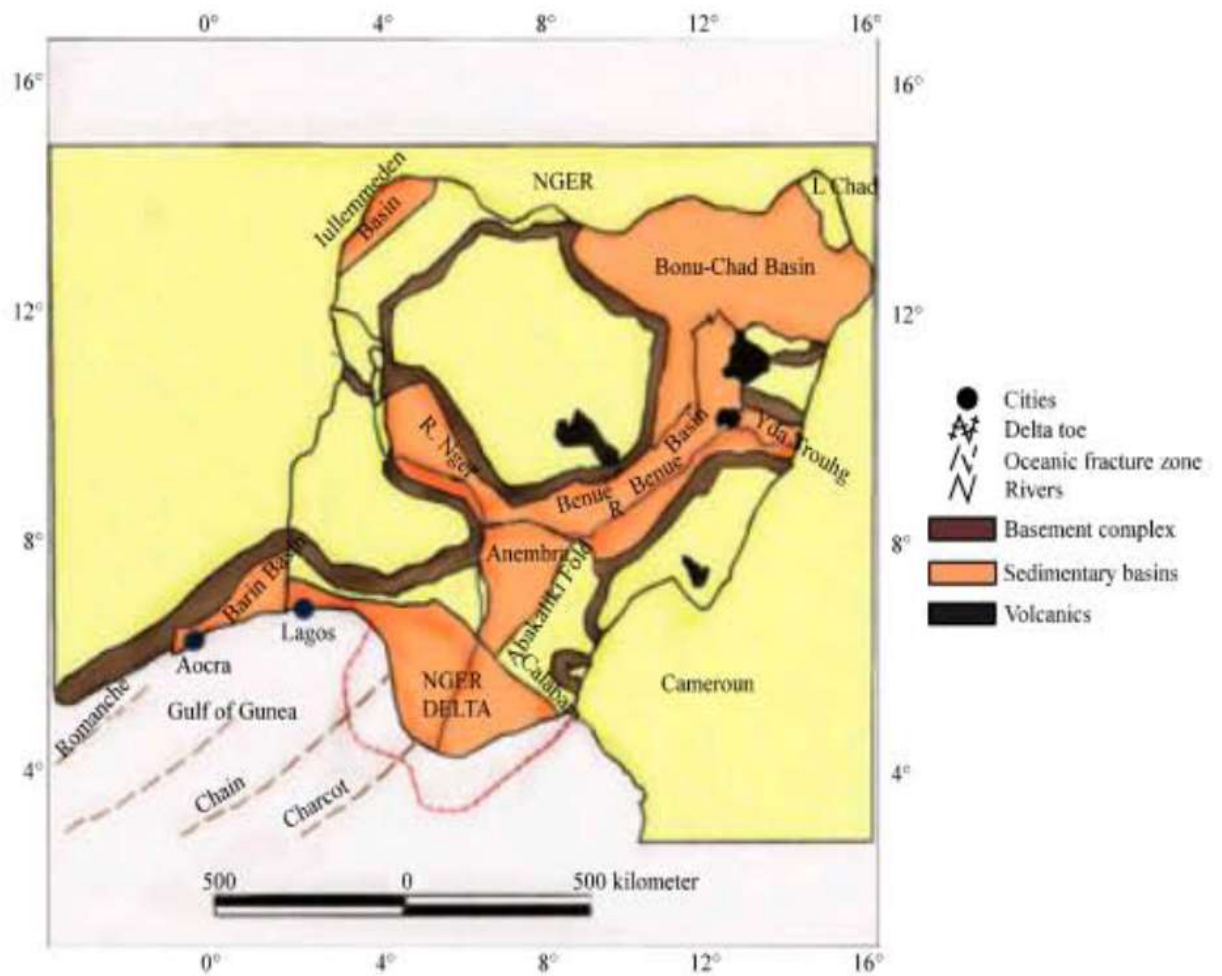 0° 4° 8° 12° 16°
16° 16°
Iullemmeden
Basin
NGER
L Chad
Bonu-Chad Basin
12° 12°
R. Nger
Basin
Yda Trouhg
Benue
R Benue
8° 8°
Anembra
Abakaliki Fold
Barin Basin
Lagos
Aocra
Calaba
NGER
DELTA
Cameroun
Romanche
Gulf of Gunea
Chain
Charcot
4° 4°
500 0 500 kilometer
0° 4° 8° 12° 16°
Cities
Delta toe
Oceanic fracture zone
Rivers
Basement complex
Sedimentary basins
Volcanics